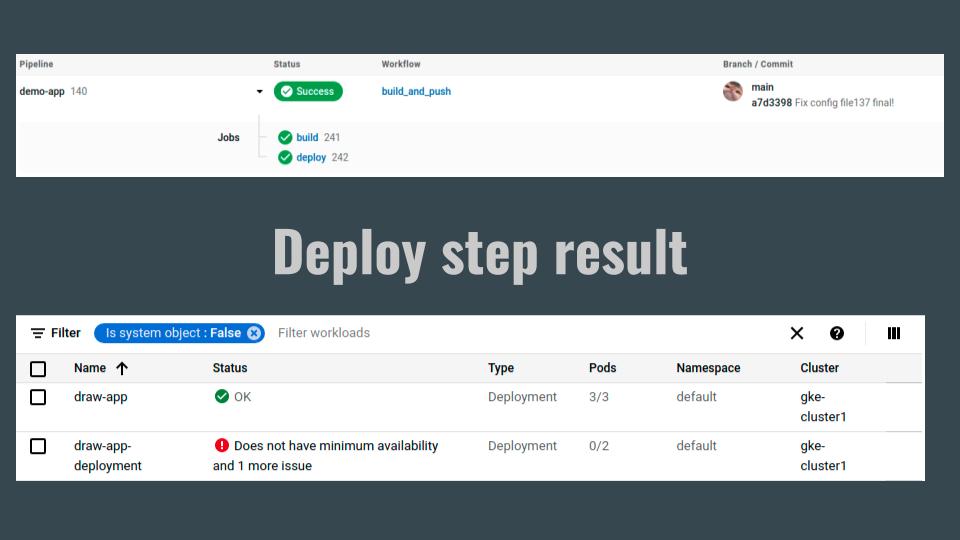 Pipeline Status Workflow Branch / Commit
demo-app 140 Success build_and_push main
a7d3398 Fix config file137 final!
Jobs build 241
deploy 242
Deploy step result
Filter Is system object : False Filter workloads
Name Status Type Pods Namespace Cluster
draw-app OK Deployment 3/3 default gke-
cluster1
draw-app- Does not have minimum availability Deployment 0/2 default gke-
deployment and 1 more issue cluster1